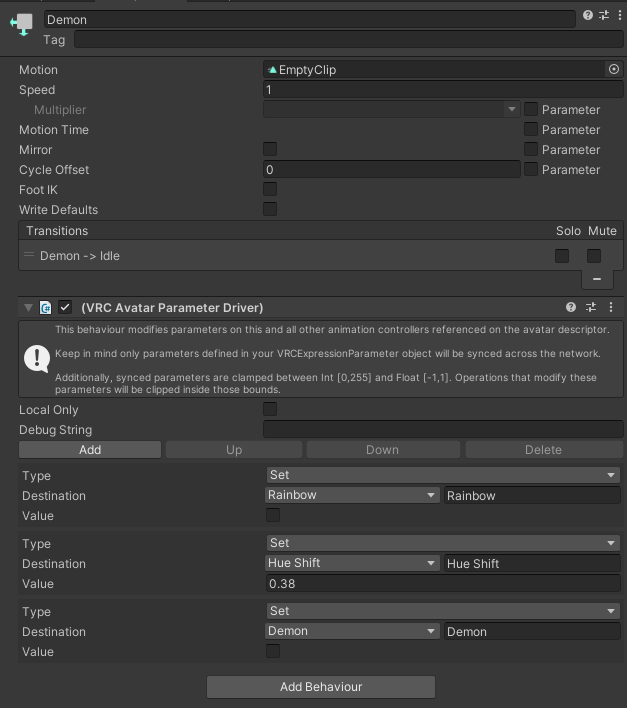 Demon
Tag
Motion EmptyClip
Speed 1
Multiplier Parameter
Motion Time Parameter
Mirror Parameter
Cycle Offset 0 Parameter
Foot IK
Write Defaults
Transitions Solo Mute
Demon -> Idle
(VRC Avatar Parameter Driver)
This behaviour modifies parameters on this and all other animation controllers referenced on the avatar descriptor.
Keep in mind only parameters defined in your VRCExpressionParameter object will be synced across the network.
Additionally, synced parameters are clamped between Int [0,255] and Float [-1,1]. Operations that modify these
parameters will be clipped inside those bounds.
Local Only
Debug String
Add Up Down Delete
Type Set
Destination Rainbow Rainbow
Value
Type Set
Destination Hue Shift Hue Shift
Value 0.38
Type Set
Destination Demon Demon
Value
Add Behaviour